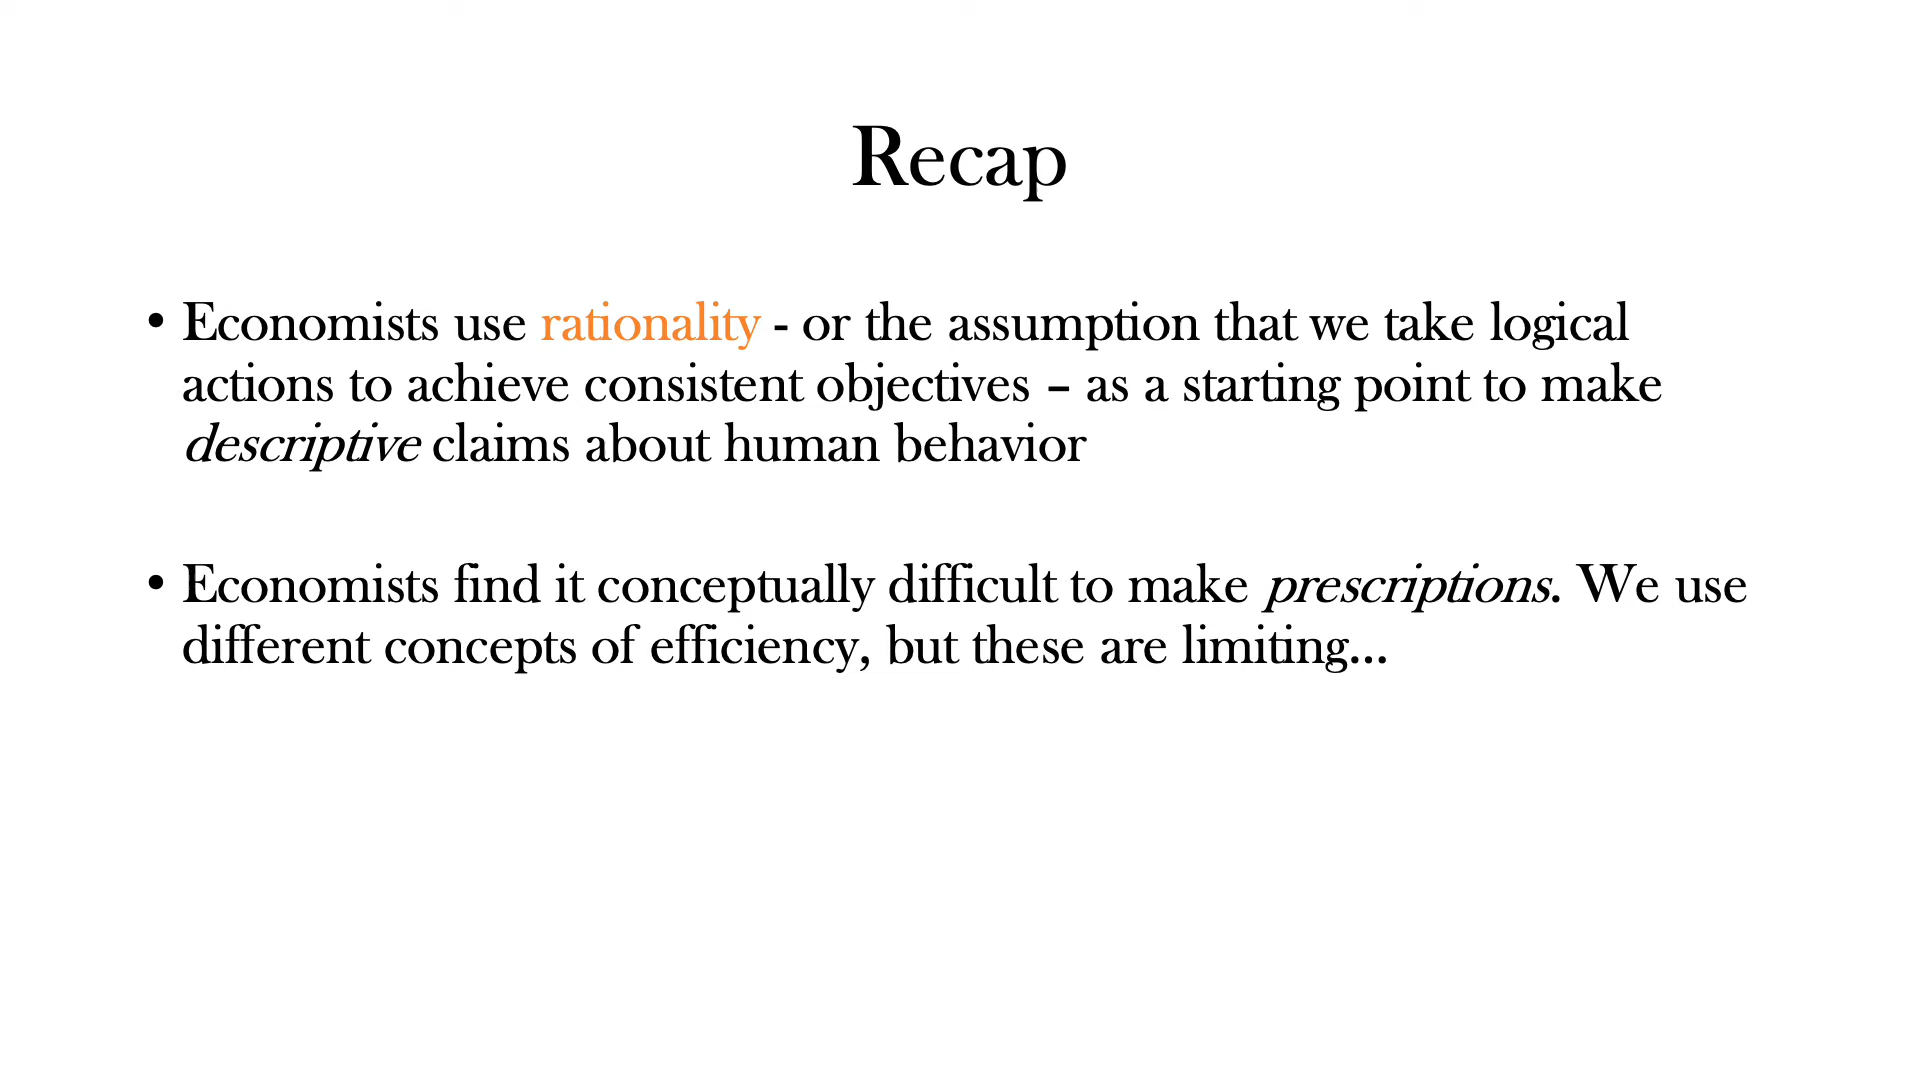 Recap
• Economists use rationality - or the assumption that we take logical
actions to achieve consistent objectives – as a starting point to make
descriptive claims about human behavior
• Economists find it conceptually difficult to make prescriptions. We use
different concepts of efficiency, but these are limiting...